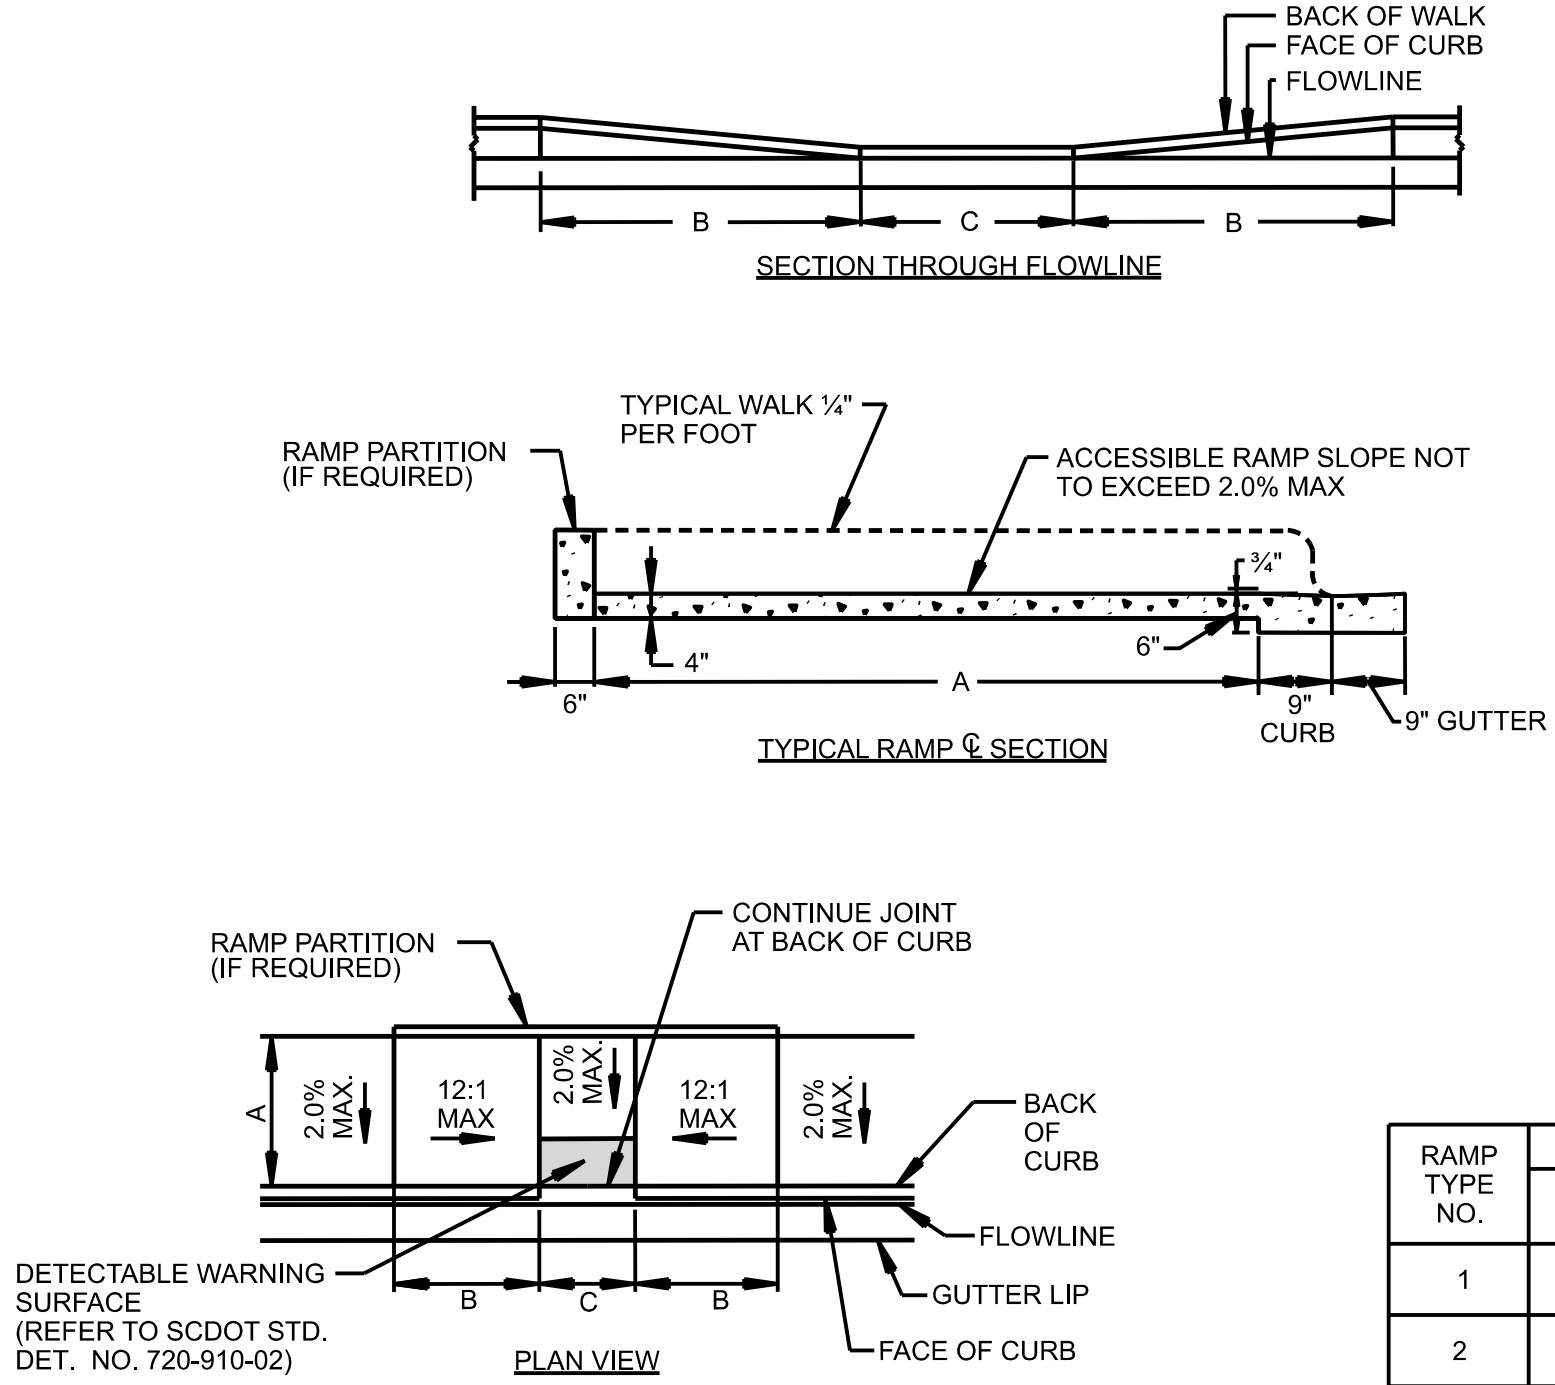 BACK OF WALK
FACE OF CURB
FLOWLINE
B
C
B
SECTION THROUGH FLOWLINE
TYPICAL WALK ¼"
PER FOOT
RAMP PARTITION
(IF REQUIRED)
ACCESSIBLE RAMP SLOPE NOT
TO EXCEED 2.0% MAX
¾"
6"
4"
A
6"
9"
CURB
9" GUTTER
TYPICAL RAMP ℄ SECTION
CONTINUE JOINT
AT BACK OF CURB
RAMP PARTITION
(IF REQUIRED)
A
2.0%
MAX.
12:1
MAX
2.0%
MAX.
12:1
MAX
2.0%
MAX.
BACK
OF
CURB
FLOWLINE
GUTTER LIP
FACE OF CURB
DETECTABLE WARNING
SURFACE
(REFER TO SCDOT STD.
DET. NO. 720-910-02)
B
C
B
PLAN VIEW
RAMP
TYPE
NO.
1
2